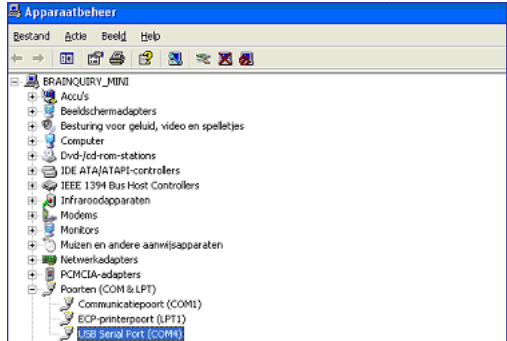 Apparaatbeheer
Bestand Actie Beeld Help
BRAINQUIRY_MINI
Accu's
Beeldschermadapters
Besturing voor geluid, video en spelletjes
Computer
Dvd-/cd-rom-stations
IDE ATA/ATAPI-controllers
IEEE 1394 Bus Host Controllers
Infraroodapparaten
Modems
Monitors
Muizen en andere aanwijsapparaten
Netwerkadapters
PCMCIA-adapters
Poorten (COM & LPT)
Communicatiepoort (COM1)
ECP-printerpoort (LPT1)
USB Serial Port (COM4)